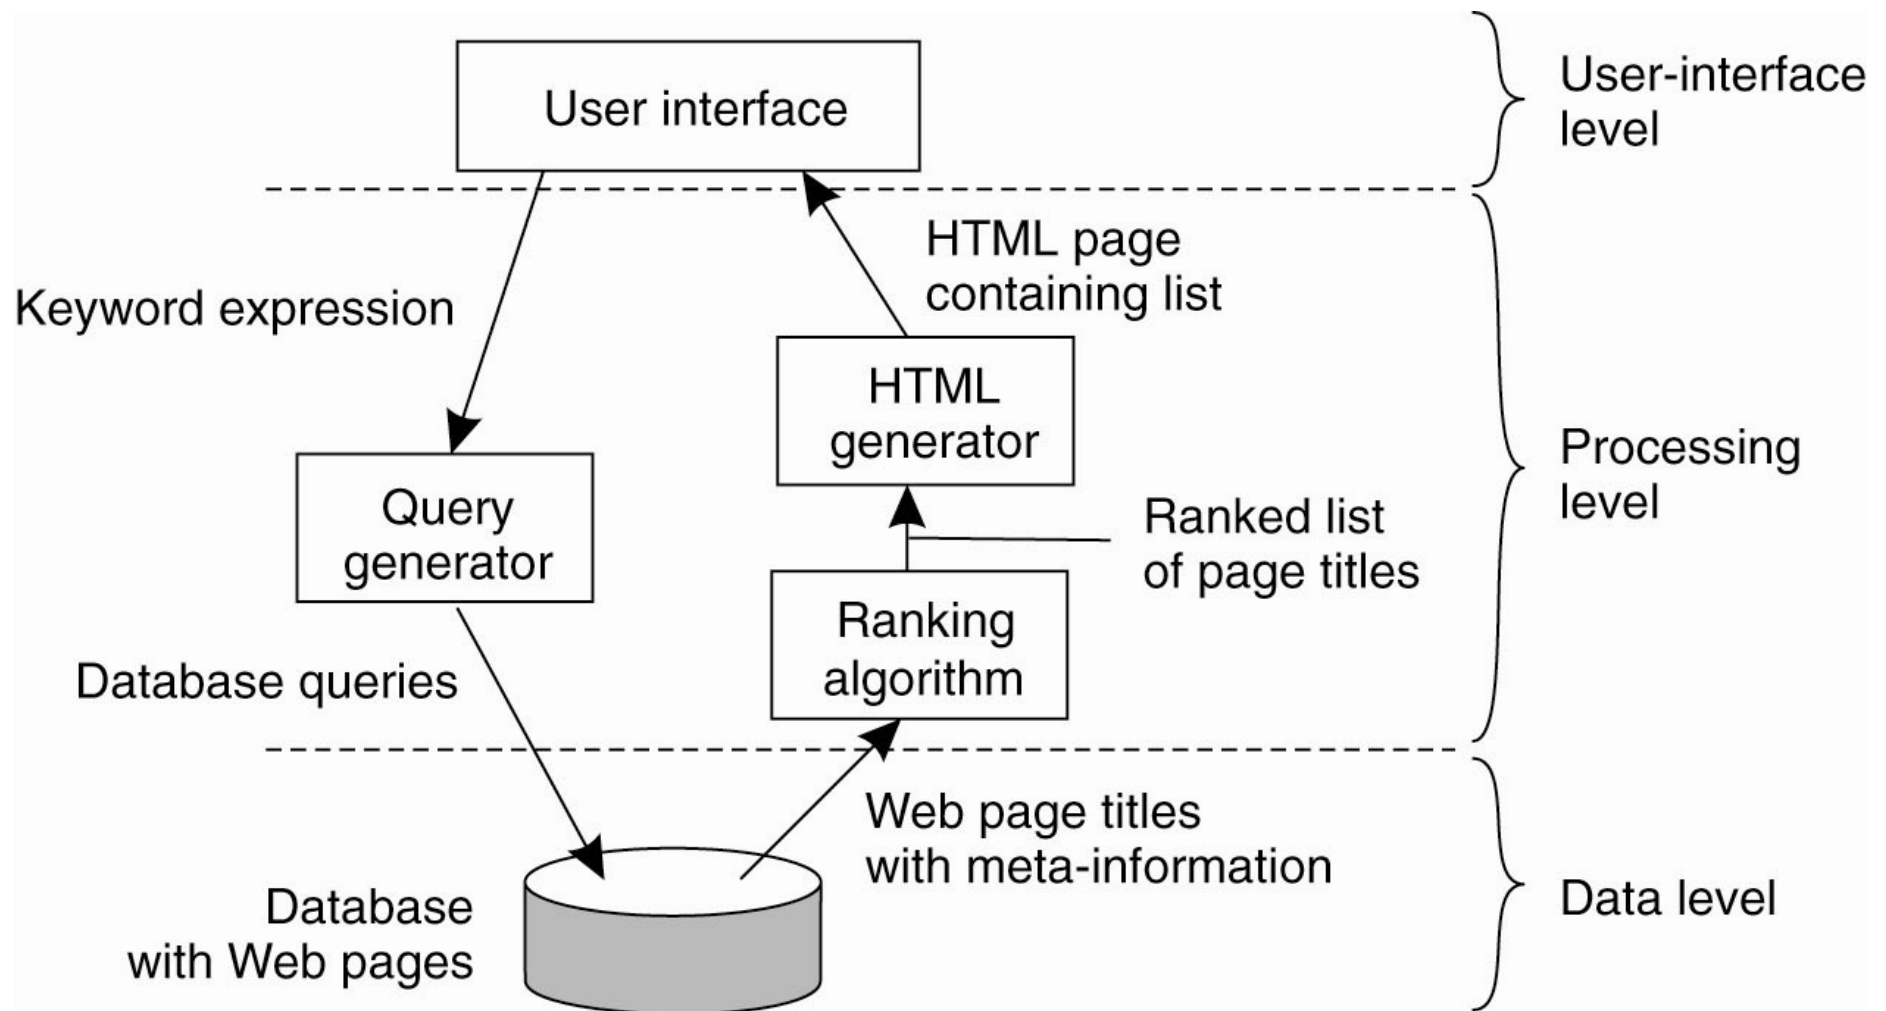 User interface
User-interface
level
HTML page
containing list
Keyword expression
HTML
generator
Processing
level
Query
generator
Ranked list
of page titles
Ranking
algorithm
Database queries
Web page titles
with meta-information
Database
with Web pages
Data level